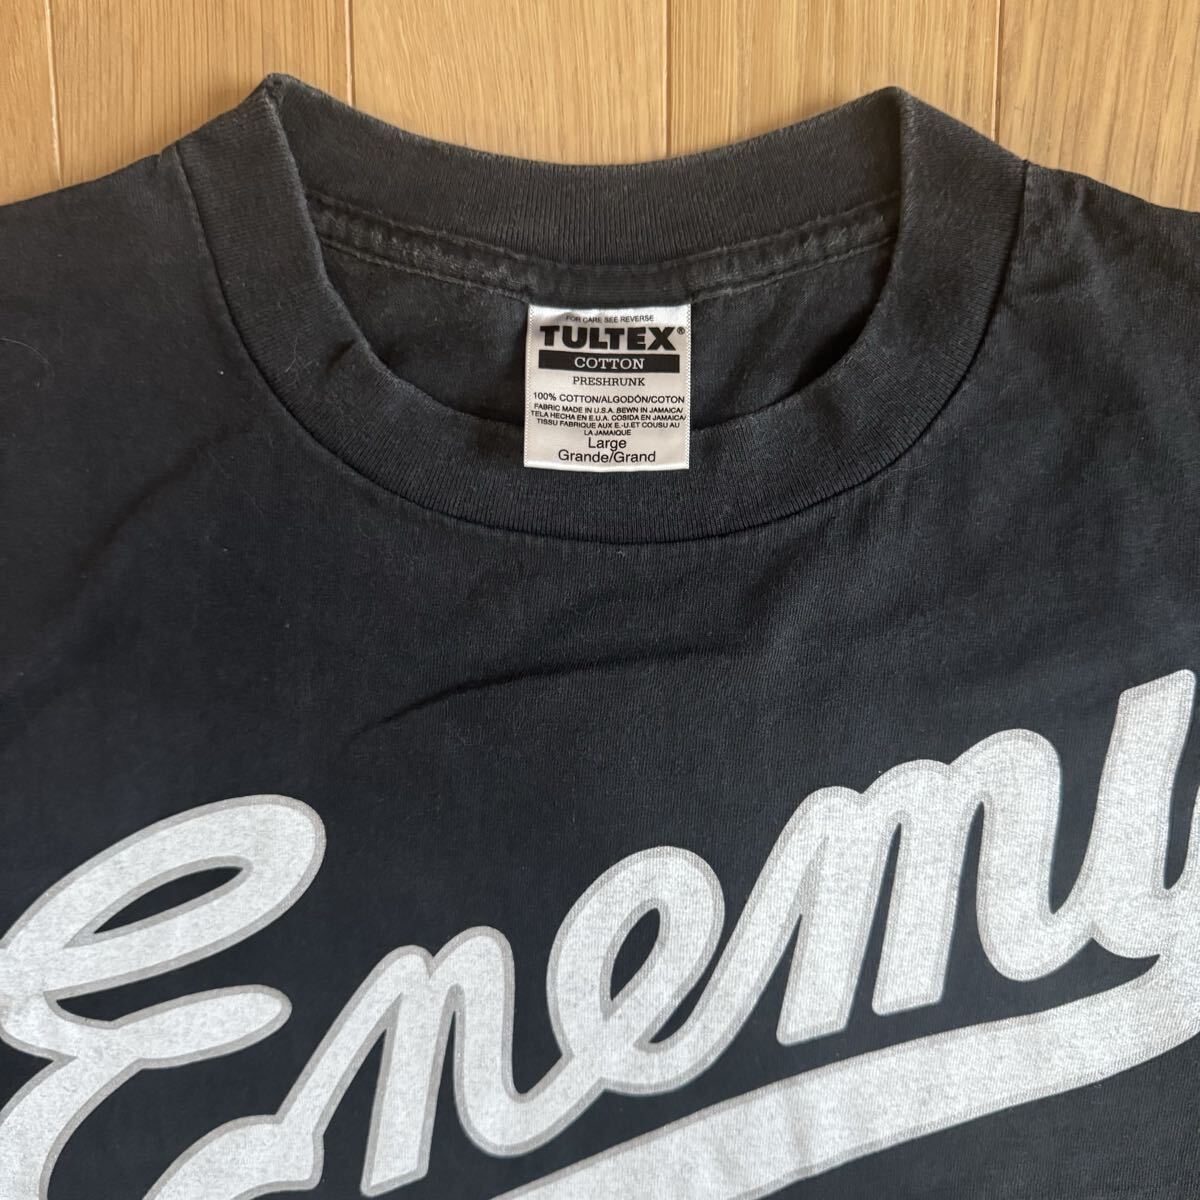 FOR CARE SEE REVERSE
TULTEX®
COTTON
PRESHRUNK
100% COTTON/ALGODÓN/COTON
FABRIC MADE IN U.S.A. SEWN IN JAMAICA/
TELA HECHA EN E.U.A. COSIDA EN JAMAICA/
TISSU FABRIQUE AUX E.-U.ET COUSU AU
LA JAMAIQUE
Large
Grande/Grand
Enemy